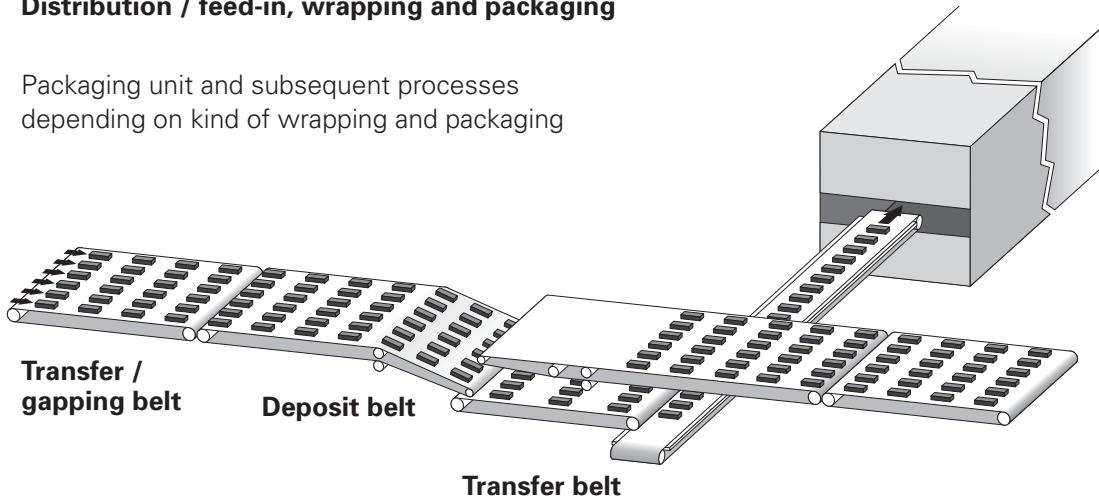 Distribution / feed-in, wrapping and packaging
Packaging unit and subsequent processes
depending on kind of wrapping and packaging
Transfer /
gapping belt
Deposit belt
Transfer belt